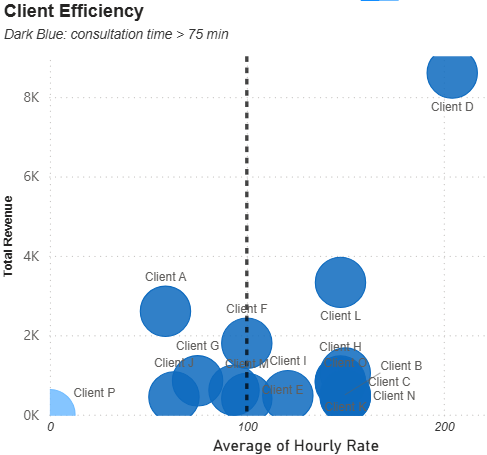 Client Efficiency
Dark Blue: consultation time > 75 min
8K
Client D
6K
Total Revenue
4K
Client A
Client L
Client F
2K
Client G
Client H
Client J
Client M
Client I
Client B
Client C
Client E
Client P
Client N
0K
0
100
200
Average of Hourly Rate